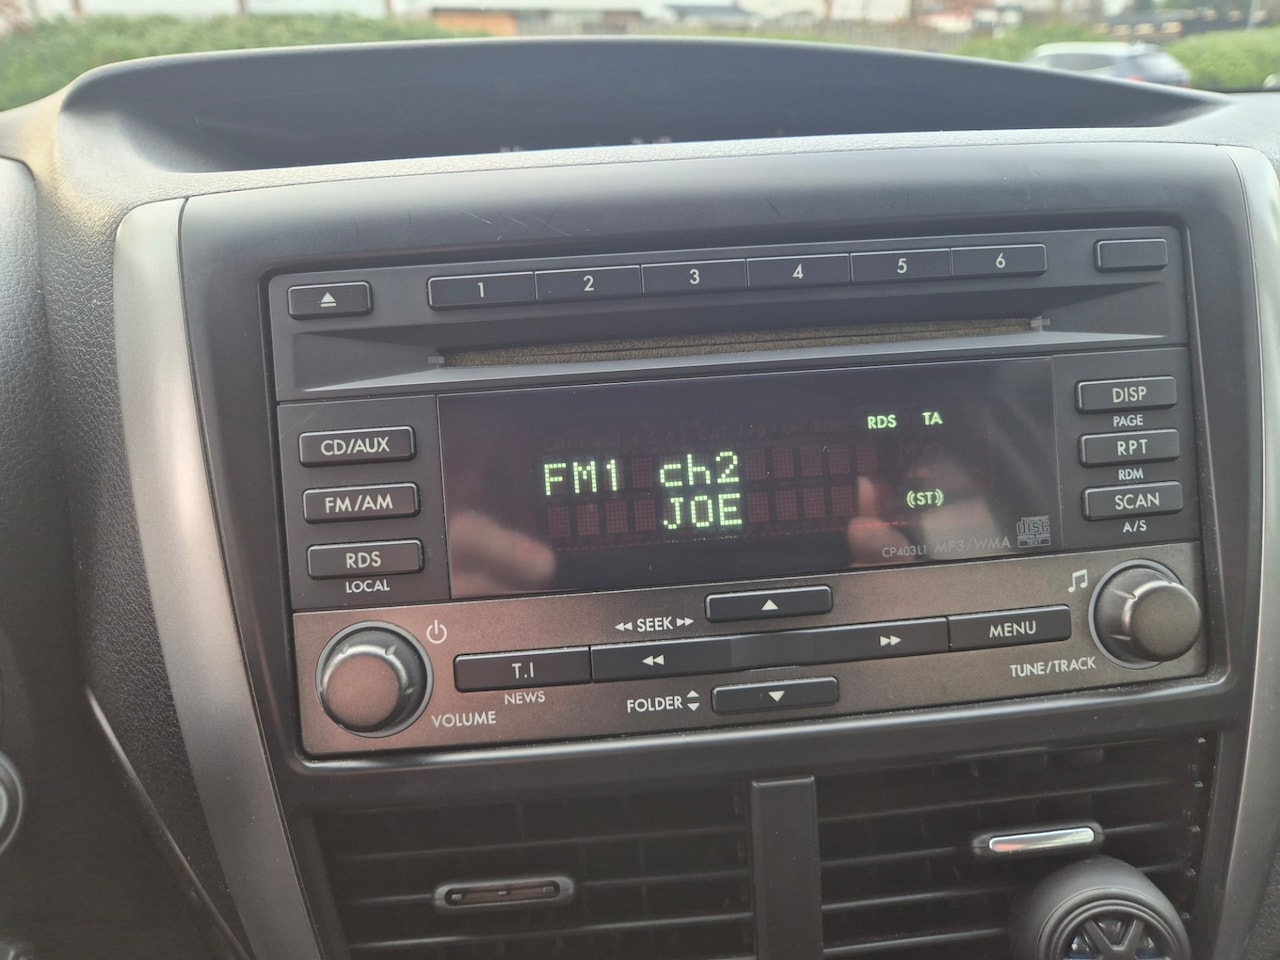 1 2 3 4 5 6
CD/AUX
FM/AM
RDS
LOCAL
RDS TA
FM1 ch2
JOE
(ST)
CP403L1 MP3/WMA
disc
DISP
PAGE
RPT
RDM
SCAN
A/S
SEEK
T.I
NEWS
MENU
TUNE/TRACK
FOLDER
VOLUME